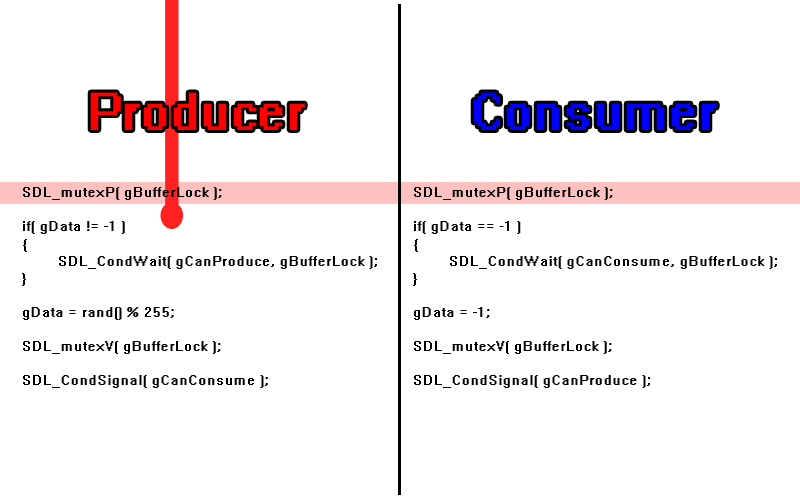 Producer
SDL_mutexP( gBufferLock );
if( gData != -1 )
{
SDL_CondWait( gCanProduce, gBufferLock );
}
gData = rand() % 255;
SDL_mutexV( gBufferLock );
SDL_CondSignal( gCanConsume );
Consumer
SDL_mutexP( gBufferLock );
if( gData == -1 )
{
SDL_CondWait( gCanConsume, gBufferLock );
}
gData = -1;
SDL_mutexV( gBufferLock );
SDL_CondSignal( gCanProduce );